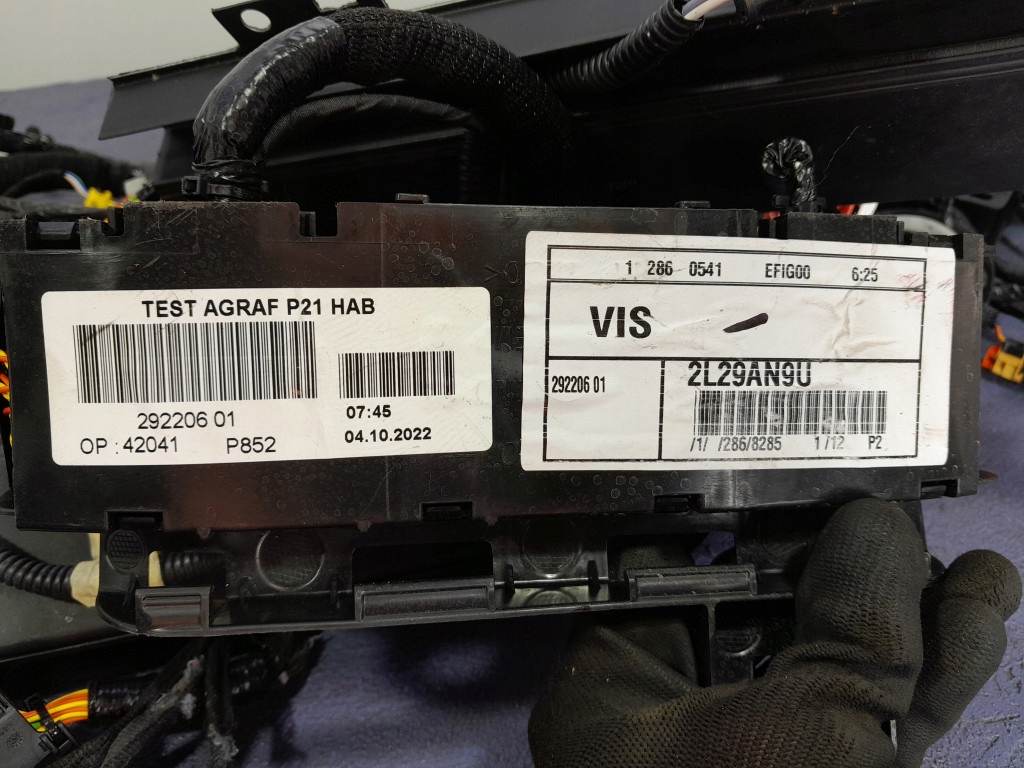 TEST AGRAF P21 HAB
292206 01
07:45
OP : 42041 P852
04.10.2022
1 286 0541 EFIG00 6:25
VIS
292206 01
2L29AN9U
/1/ /286/8285 1/12 P2